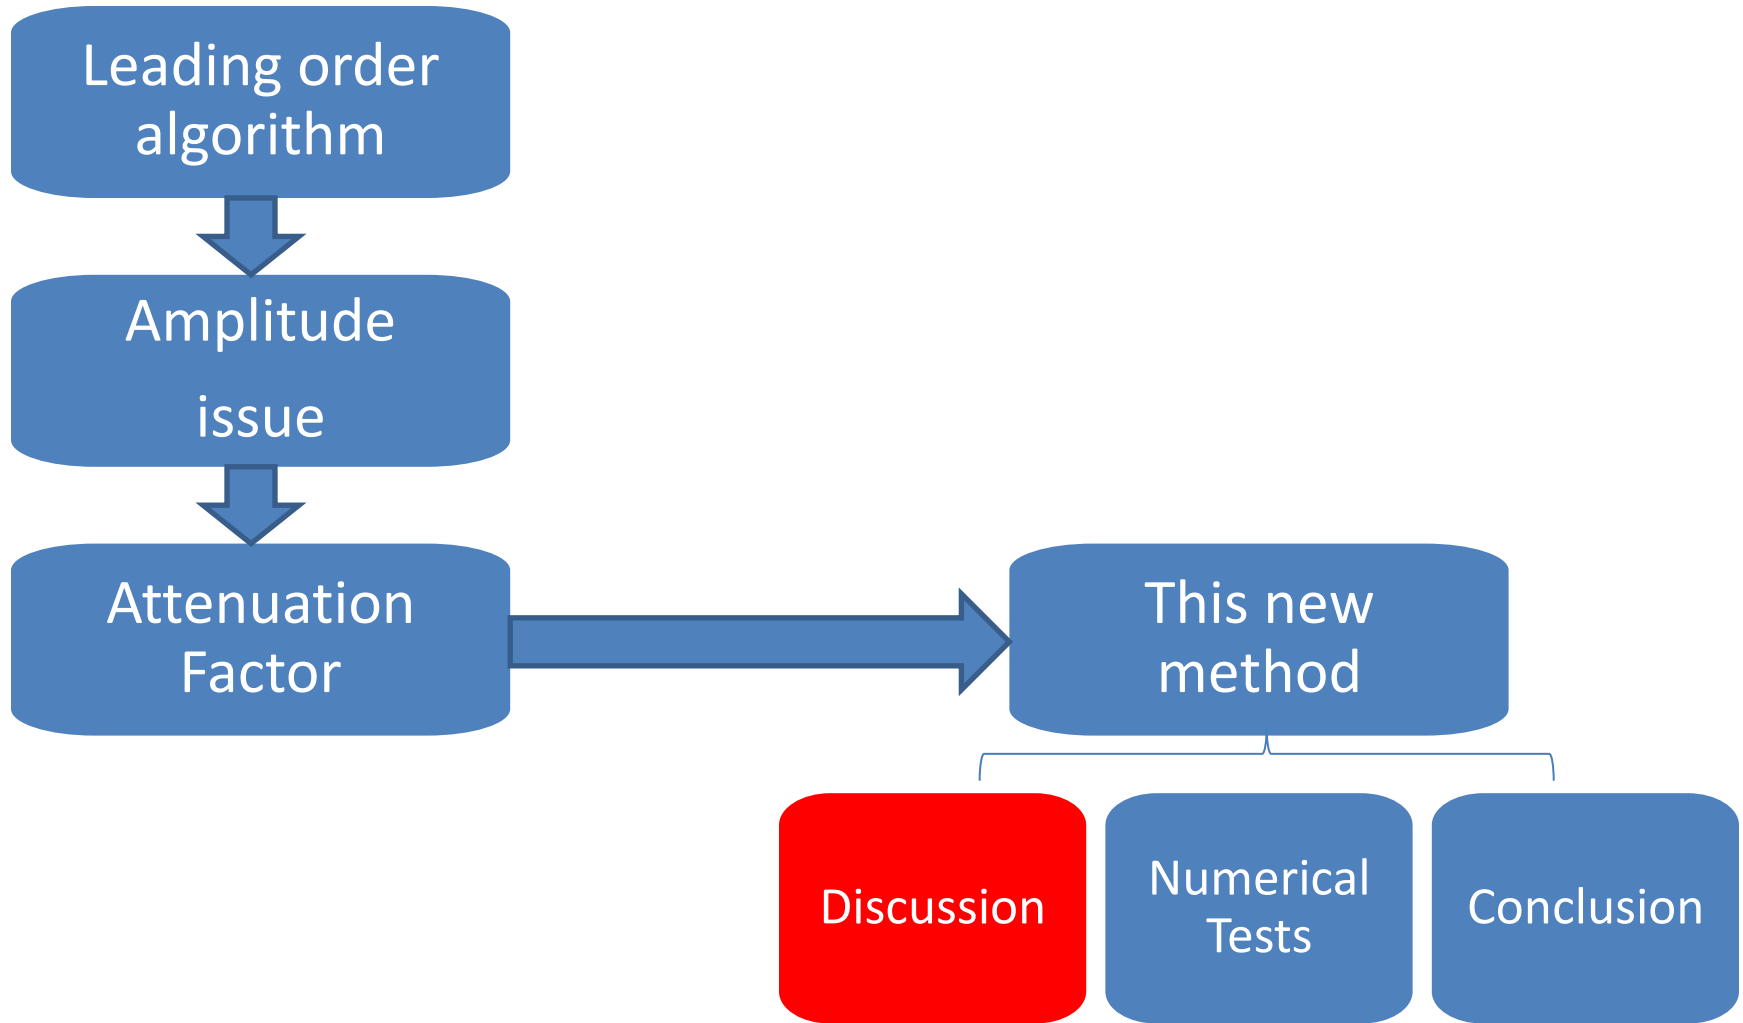 Leading order
algorithm
Amplitude
issue
Attenuation
Factor
This new
method
Discussion
Numerical
Tests
Conclusion